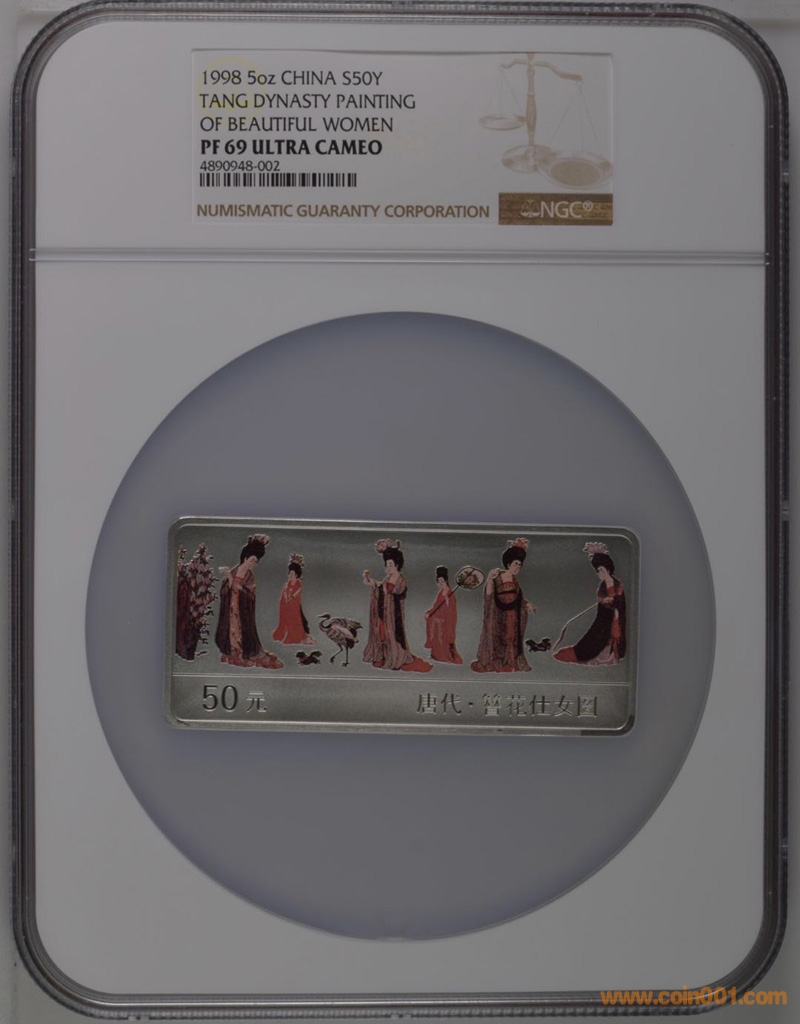 1998 5oz CHINA S50Y
TANG DYNASTY PAINTING
OF BEAUTIFUL WOMEN
PF 69 ULTRA CAMEO
4890948-002
NUMISMATIC GUARANTY CORPORATION
NGC®
50元
唐代·簪花仕女图
www.coin001.com